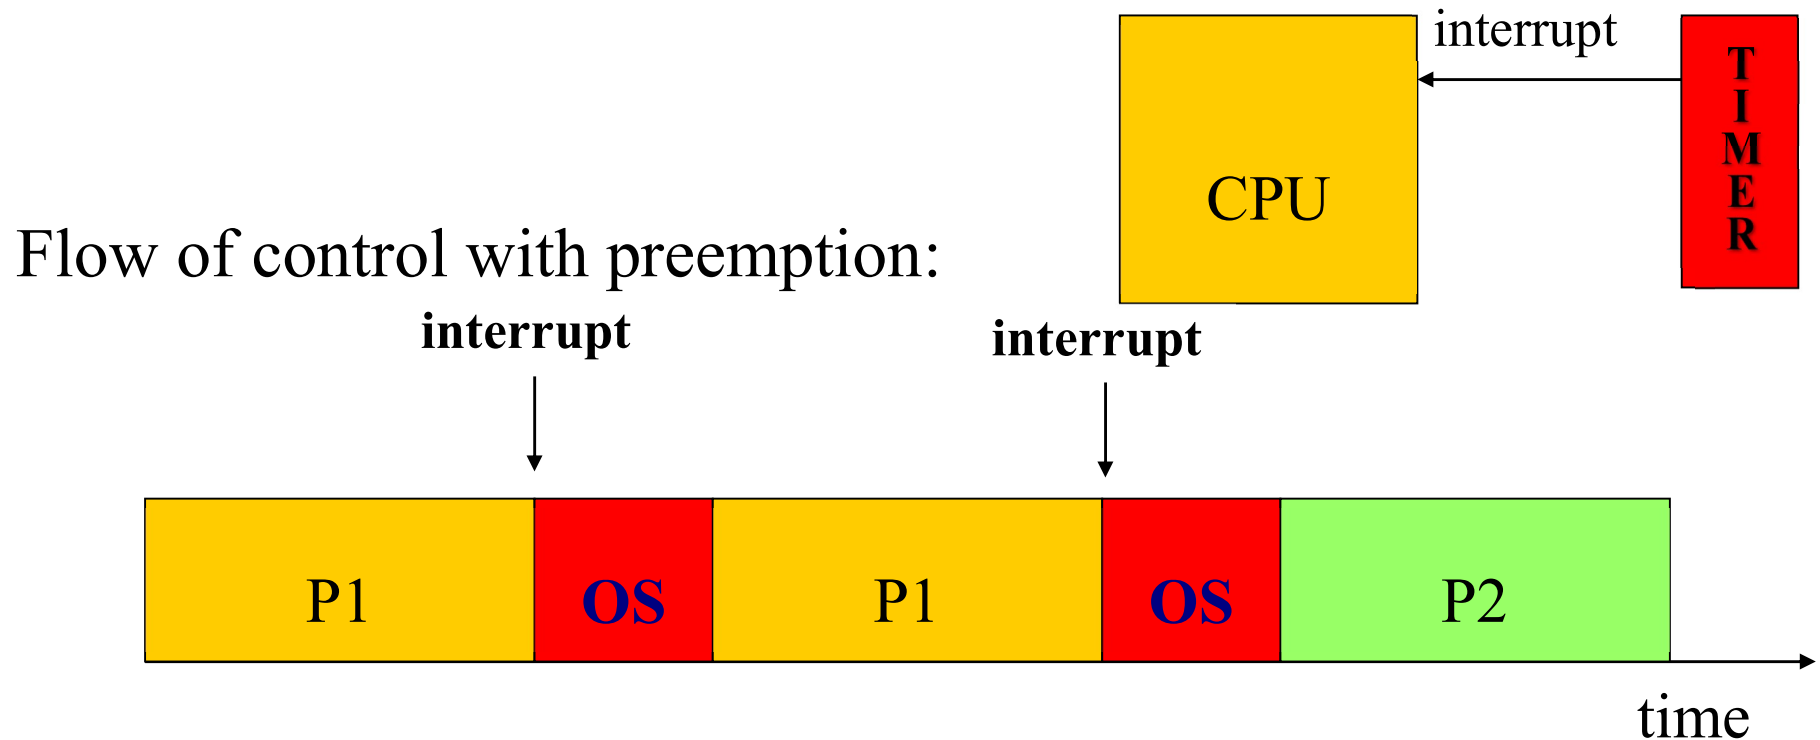 interrupt
TIMER
CPU
Flow of control with preemption:
interrupt
interrupt
P1
OS
P1
OS
P2
time